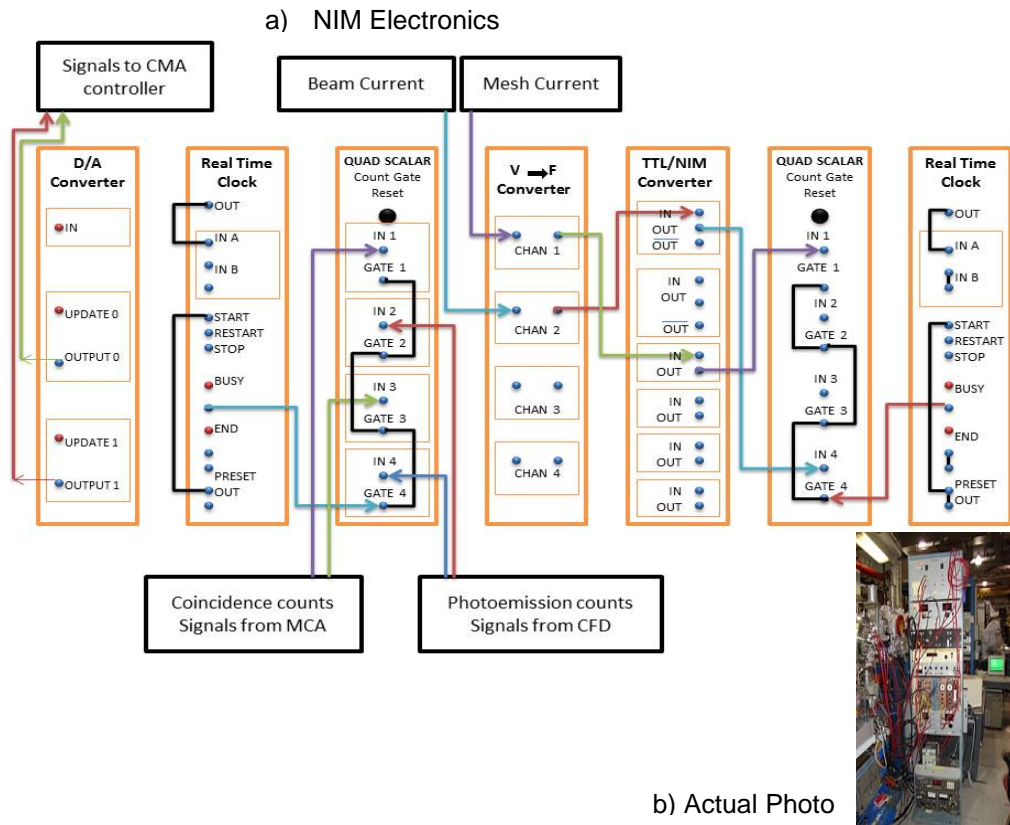 a) NIM Electronics
Signals to CMA
controller
Beam Current
Mesh Current
D/A
Converter
IN
UPDATE 0
OUTPUT 0
UPDATE 1
OUTPUT 1
Real Time
Clock
OUT
IN A
IN B
START
RESTART
STOP
BUSY
END
PRESET
OUT
QUAD SCALAR
Count Gate
Reset
IN 1
GATE 1
IN 2
GATE 2
IN 3
GATE 3
IN 4
GATE 4
V → F
Converter
CHAN 1
CHAN 2
CHAN 3
CHAN 4
TTL/NIM
Converter
IN
OUT
OUT
IN
OUT
OUT
IN
OUT
IN
OUT
IN
OUT
IN
OUT
QUAD SCALAR
Count Gate
Reset
IN 1
GATE 1
IN 2
GATE 2
IN 3
GATE 3
IN 4
GATE 4
Real Time
Clock
OUT
IN A
IN B
START
RESTART
STOP
BUSY
END
PRESET
OUT
Coincidence counts
Signals from MCA
Photoemission counts
Signals from CFD
b) Actual Photo